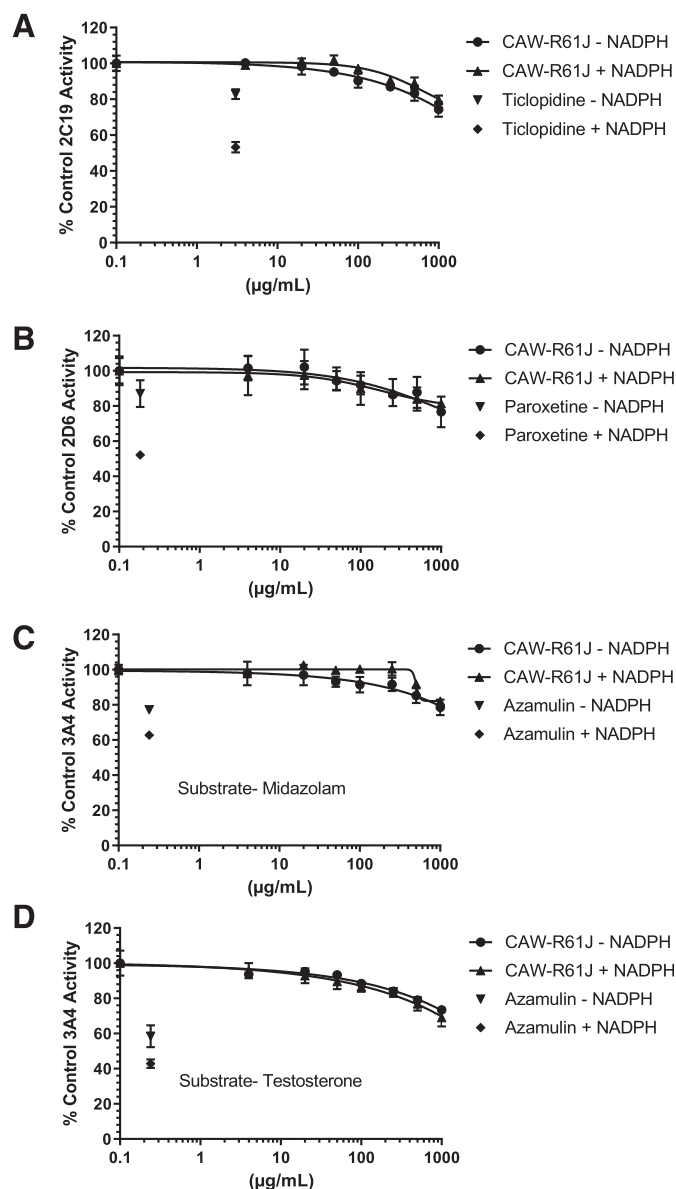 A
% Control 2C19 Activity
120
100
80
60
40
20
0
0.1 1 10 100 1000
(µg/mL)
CAW-R61J - NADPH
CAW-R61J + NADPH
Ticlopidine - NADPH
Ticlopidine + NADPH
B
% Control 2D6 Activity
120
100
80
60
40
20
0
0.1 1 10 100 1000
(µg/mL)
CAW-R61J - NADPH
CAW-R61J + NADPH
Paroxetine - NADPH
Paroxetine + NADPH
C
% Control 3A4 Activity
120
100
80
60
40
20
0
Substrate- Midazolam
0.1 1 10 100 1000
(µg/mL)
CAW-R61J - NADPH
CAW-R61J + NADPH
Azamulin - NADPH
Azamulin + NADPH
D
% Control 3A4 Activity
120
100
80
60
40
20
0
Substrate- Testosterone
0.1 1 10 100 1000
(µg/mL)
CAW-R61J - NADPH
CAW-R61J + NADPH
Azamulin - NADPH
Azamulin + NADPH